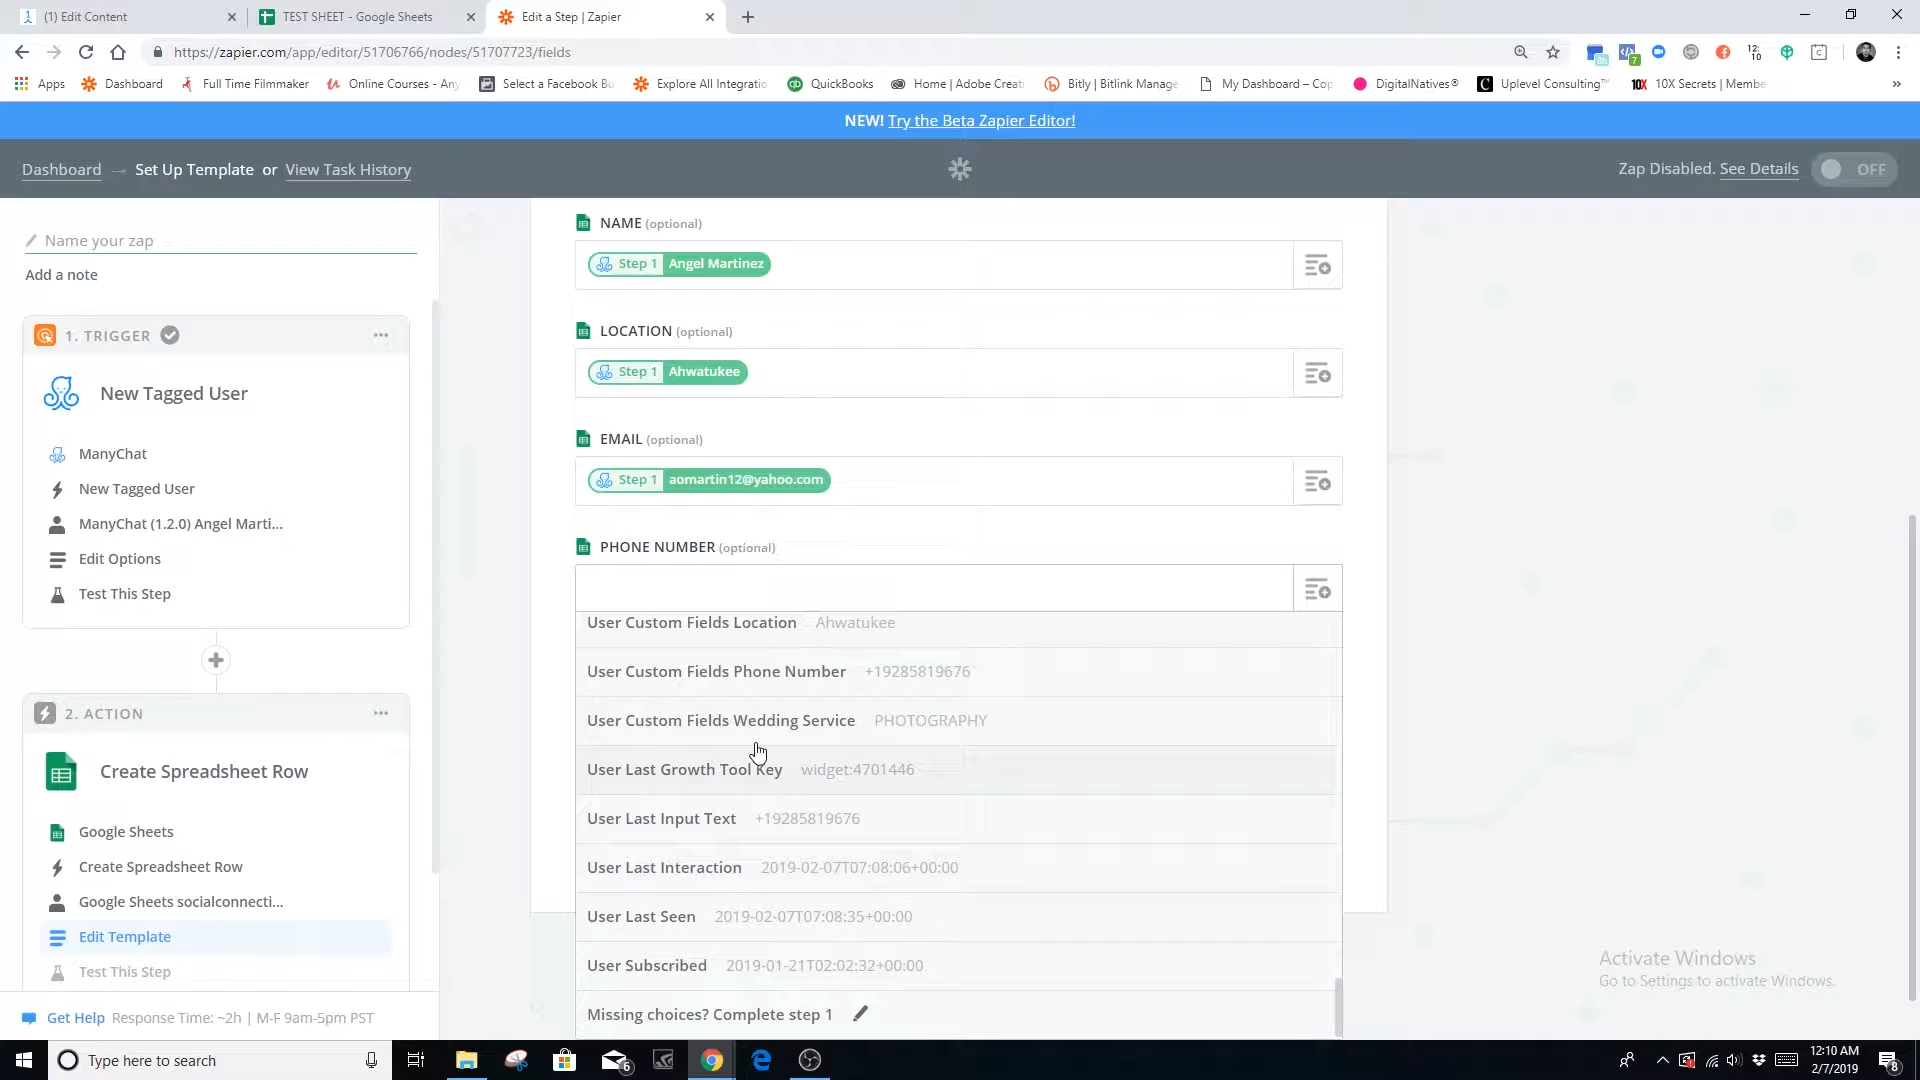 (1) Edit Content
TEST SHEET - Google Sheets
Edit a Step | Zapier
https://zapier.com/app/editor/51706766/nodes/51707723/fields
Apps
Dashboard
Full Time Filmmaker
Online Courses - Any
Select a Facebook Bu
Explore All Integratio
QuickBooks
Home | Adobe Creati
Bitly | Bitlink Manage
My Dashboard – Cop
DigitalNatives®
Uplevel Consulting™
10X Secrets | Membe
NEW! Try the Beta Zapier Editor!
Dashboard → Set Up Template or View Task History
Zap Disabled. See Details
OFF
Name your zap
Add a note
1. TRIGGER
New Tagged User
ManyChat
New Tagged User
ManyChat (1.2.0) Angel Marti...
Edit Options
Test This Step
2. ACTION
Create Spreadsheet Row
Google Sheets
Create Spreadsheet Row
Google Sheets socialconnecti...
Edit Template
Test This Step
Get Help Response Time: ~2h | M-F 9am-5pm PST
NAME (optional)
Step 1 Angel Martinez
LOCATION (optional)
Step 1 Ahwatukee
EMAIL (optional)
Step 1 aomartin12@yahoo.com
PHONE NUMBER (optional)
User Custom Fields Location Ahwatukee
User Custom Fields Phone Number +19285819676
User Custom Fields Wedding Service PHOTOGRAPHY
User Last Growth Tool Key widget:4701446
User Last Input Text +19285819676
User Last Interaction 2019-02-07T07:08:06+00:00
User Last Seen 2019-02-07T07:08:35+00:00
User Subscribed 2019-01-21T02:02:32+00:00
Missing choices? Complete step 1
Activate Windows
Go to Settings to activate Windows.
Type here to search
6
12:10 AM
2/7/2019
8